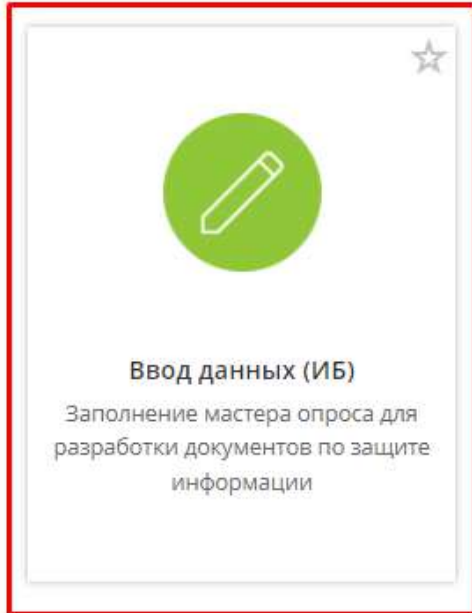 Ввод данных (ИБ)
Заполнение мастера опроса для
разработки документов по защите
информации